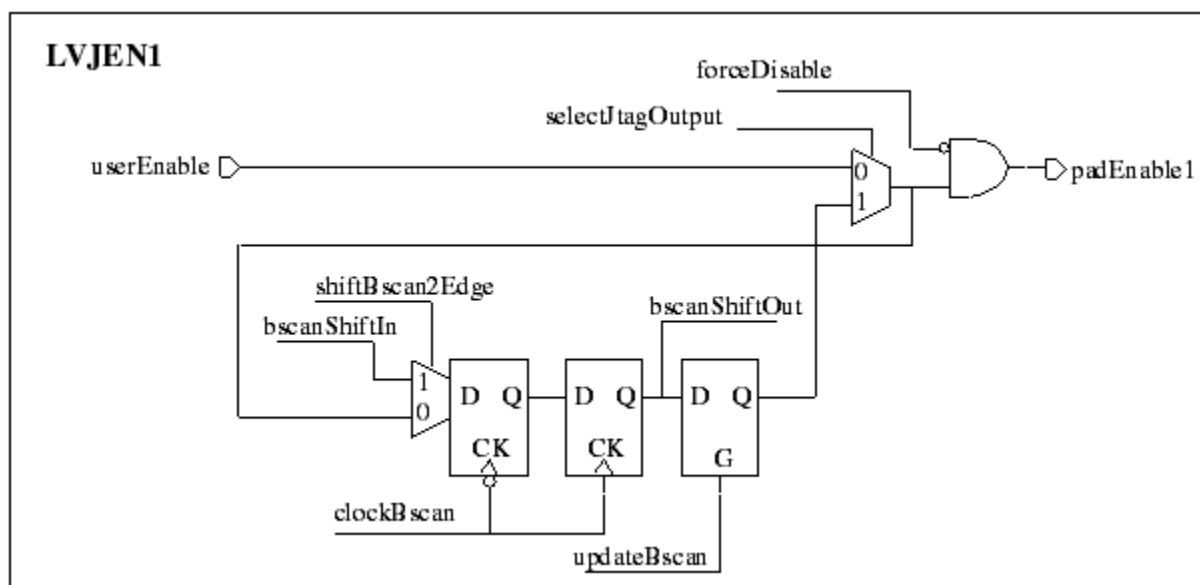 LVJEN1
forceDisable
selectJtagOutput
userEnable
0
1
padEnable1
shiftBscan2Edge
bscanShiftIn
bscanShiftOut
1
0
D Q
CK
D Q
CK
D Q
G
clockBscan
updateBscan